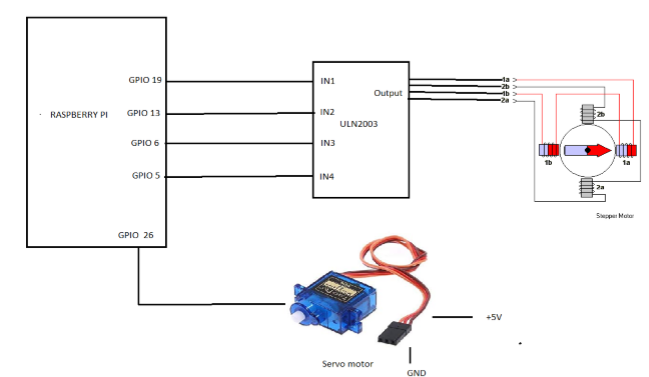 GPIO 19
IN1
1a
2b
Output
1b
2a
2b
RASPBERRY PI
GPIO 13
IN2
ULN2003
GPIO 6
IN3
1b
1a
GPIO 5
IN4
2a
Stepper Motor
GPIO 26
+5V
Servo motor
GND